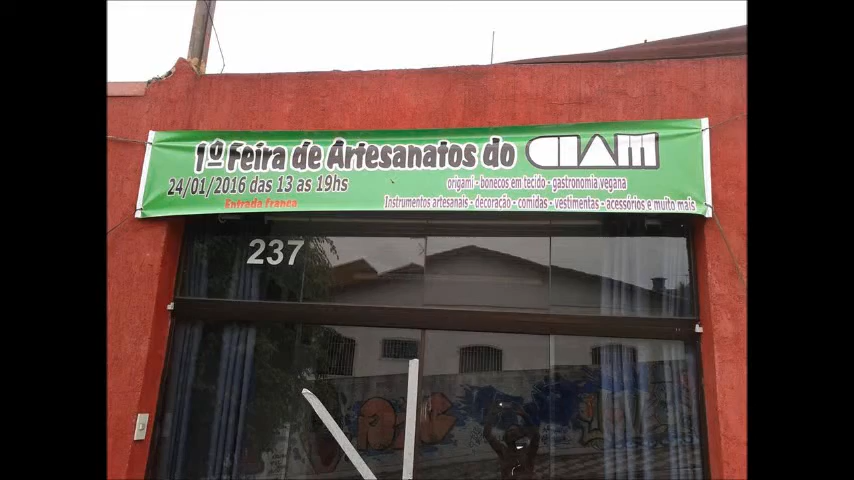 1º Feira de Artesanatos do CIAM
24/01/2016 das 13 as 19hs
origami - bonecos em tecido - gastronomia vegana
Entrada franca
Instrumentos artesanais - decoração - comidas - vestimentas - acessórios e muito mais
237